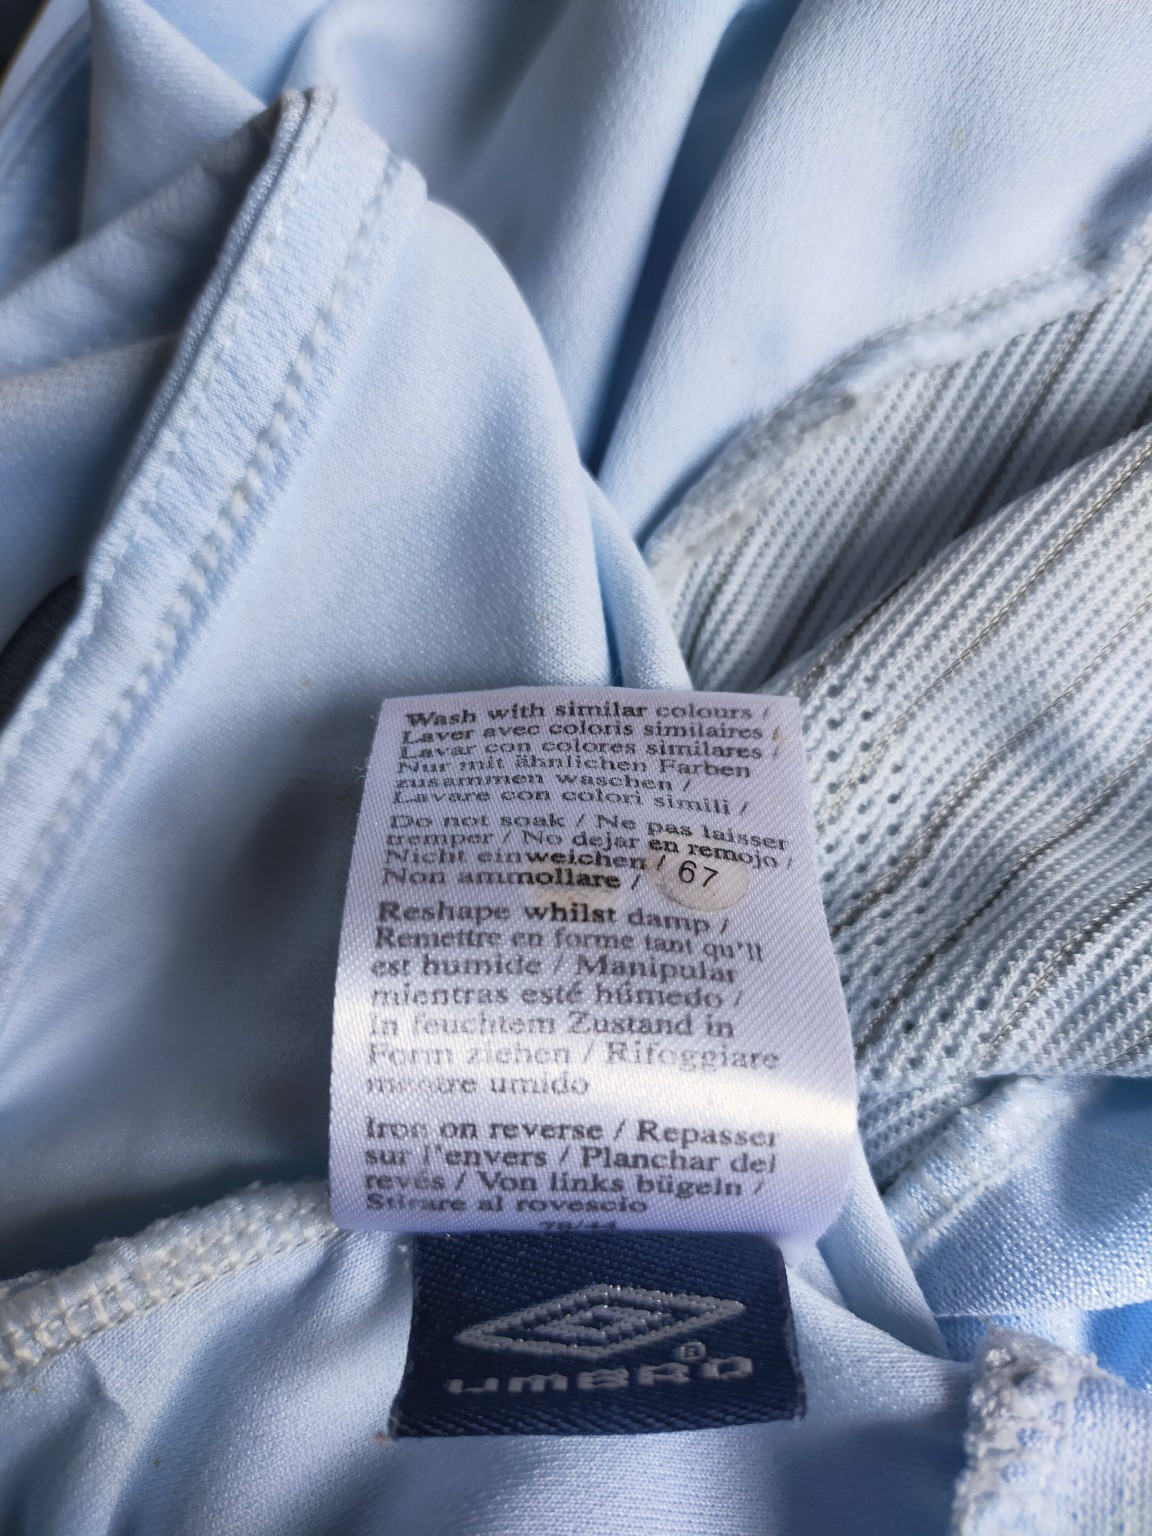 Wash with similar colours /
Laver avec coloris similaires /
Lavar con colores similares /
Nur mit ähnlichen Farben
zusammen waschen /
Lavare con colori simili /
Do not soak / Ne pas laisser
tremper / No dejar en remojo /
Nicht einweichen /
67
Non ammollare /
Reshape whilst damp /
Remettre en forme tant qu'il
est humide / Manipular
mientras esté húmedo /
In feuchtem Zustand in
Form ziehen / Rifoggiare
mentre umido
Iron on reverse / Repasser
sur l'envers / Planchar del
revés / Von links bügeln /
Stirare al rovescio
78/44
UMBRO®